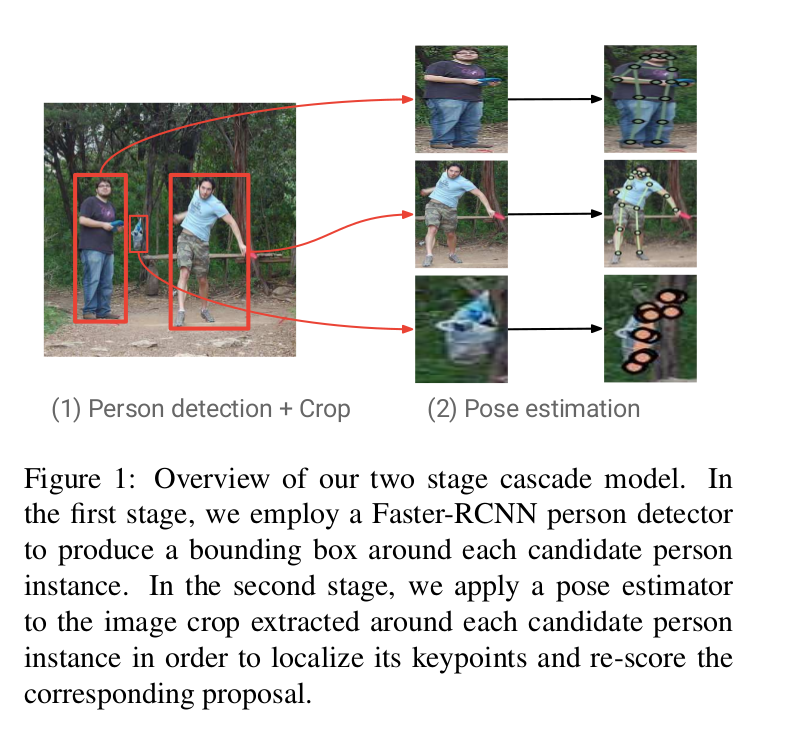 (1) Person detection + Crop
(2) Pose estimation
Figure 1: Overview of our two stage cascade model. In
the first stage, we employ a Faster-RCNN person detector
to produce a bounding box around each candidate person
instance. In the second stage, we apply a pose estimator
to the image crop extracted around each candidate person
instance in order to localize its keypoints and re-score the
corresponding proposal.